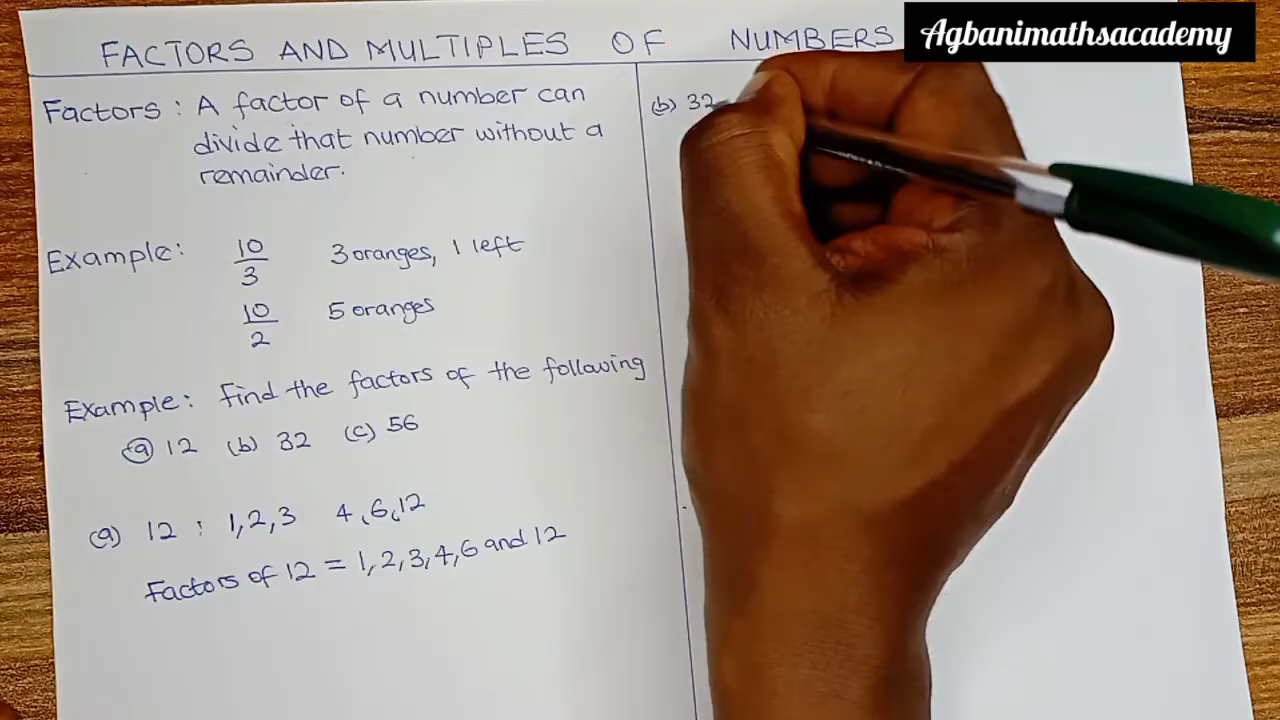 FACTORS AND MULTIPLES OF NUMBERS
Agbanimathsacademy
Factors: A factor of a number can
divide that number without a
remainder.
Example: 10/3 3 oranges, 1 left
10/2 5 oranges
Example: Find the factors of the following
(a) 12 (b) 32 (c) 56
(a) 12 : 1,2,3 4,6,12
Factors of 12 = 1,2,3,4,6 and 12
(b) 32